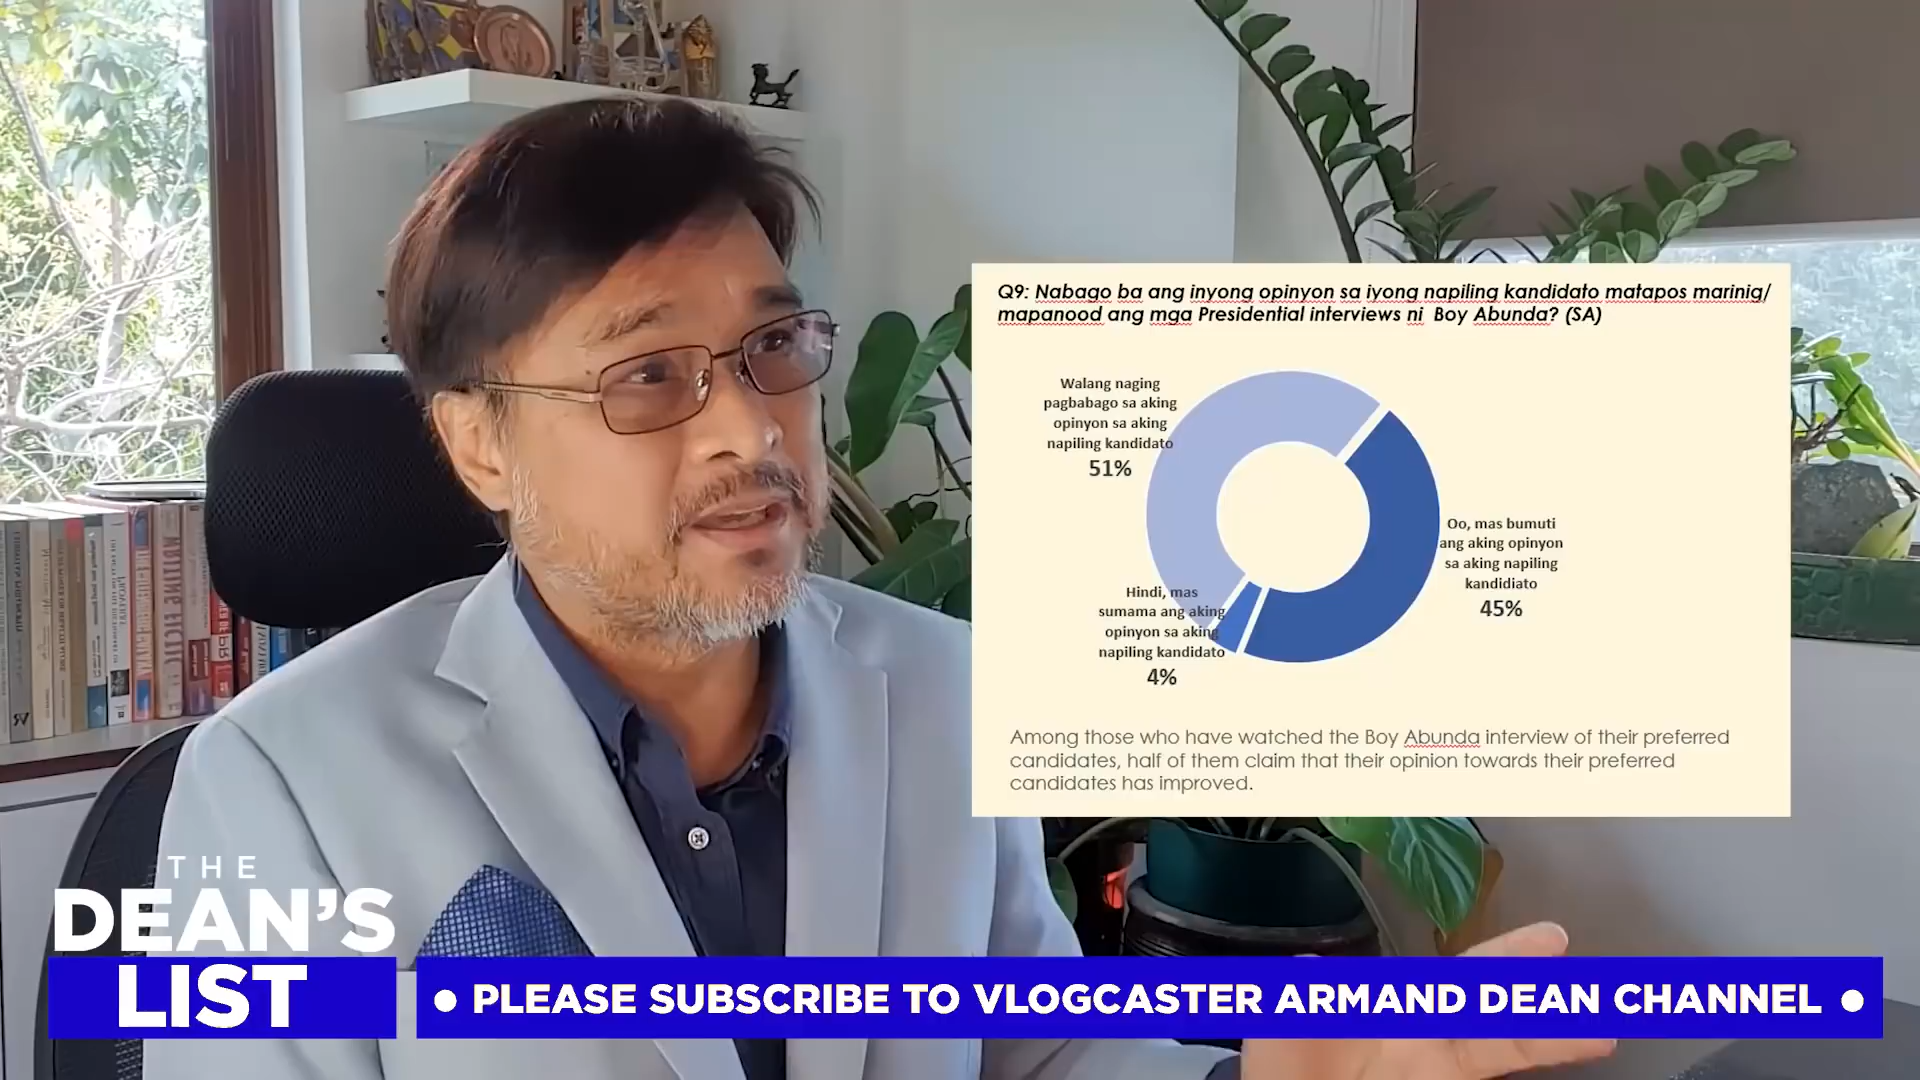 Q9: Nabago ba ang inyong opinyon sa iyong napiling kandidato matapos marinig/
mapanood ang mga Presidential interviews ni Boy Abunda? (SA)
Walang naging
pagbabago sa aking
opinyon sa aking
napiling kandidato
51%
Oo, mas bumuti
ang aking opinyon
sa aking napiling
kandidiato
45%
Hindi, mas
sumama ang aking
opinyon sa aking
napiling kandidato
4%
Among those who have watched the Boy Abunda interview of their preferred
candidates, half of them claim that their opinion towards their preferred
candidates has improved.
THE
DEAN'S
LIST
• PLEASE SUBSCRIBE TO VLOGCASTER ARMAND DEAN CHANNEL •